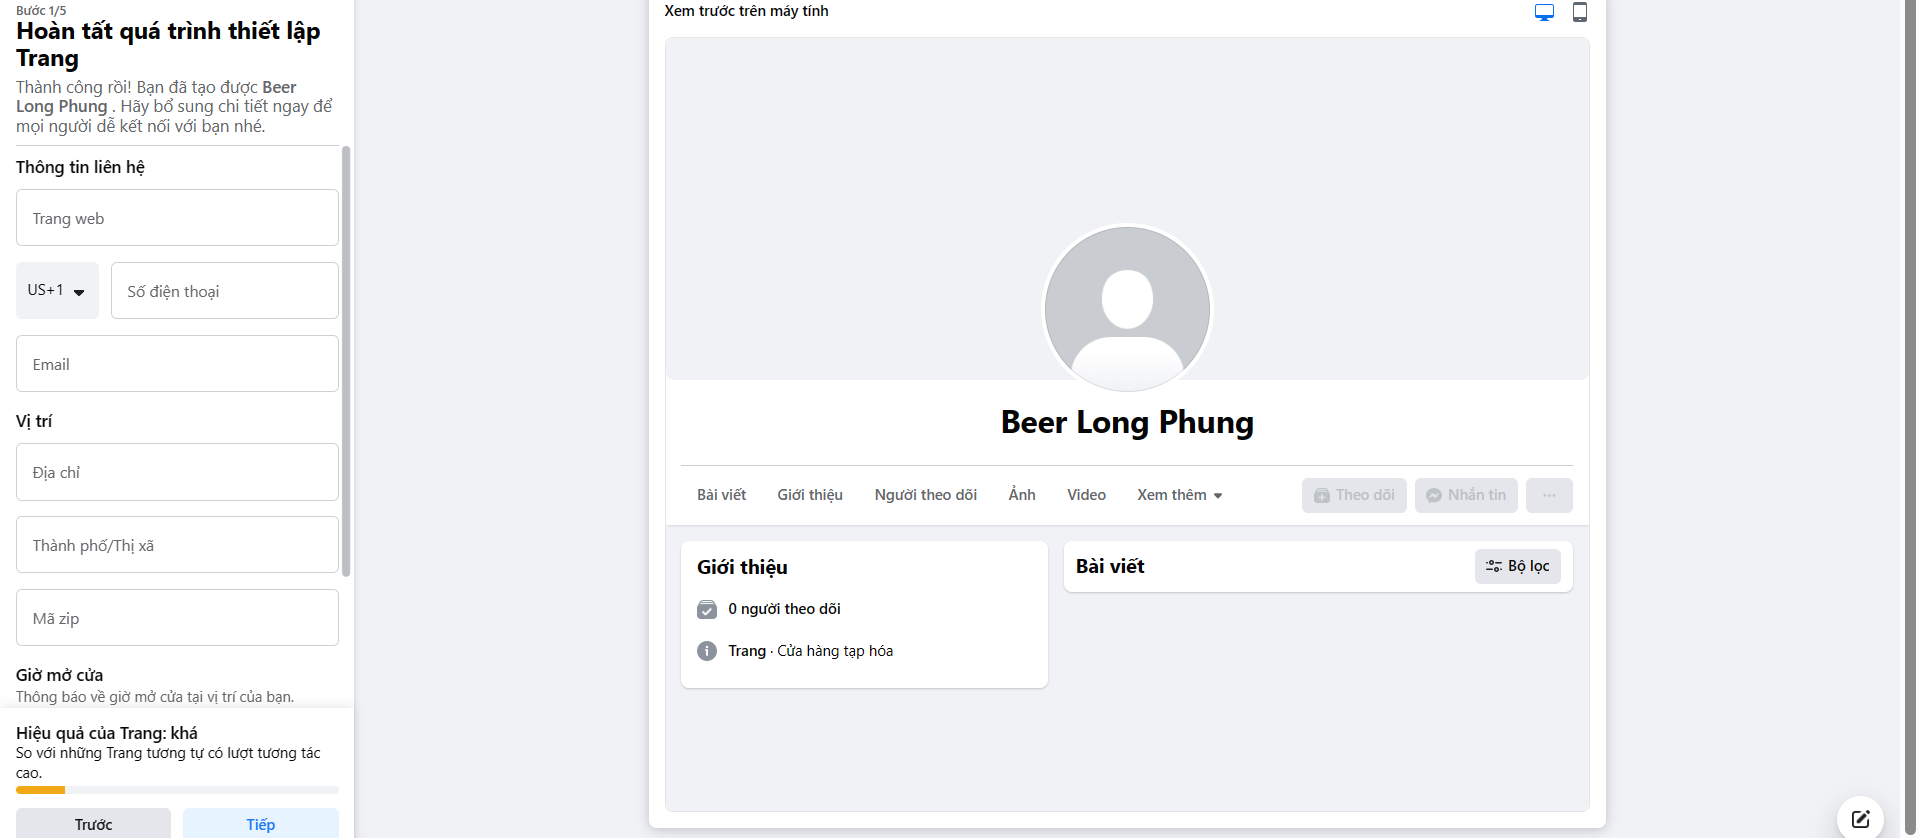 Bước 1/5
Hoàn tất quá trình thiết lập
Trang
Thành công rồi! Bạn đã tạo được Beer
Long Phung . Hãy bổ sung chi tiết ngay để
mọi người dễ kết nối với bạn nhé.
Thông tin liên hệ
Trang web
US+1
Số điện thoại
Email
Vị trí
Địa chỉ
Thành phố/Thị xã
Mã zip
Giờ mở cửa
Thông báo về giờ mở cửa tại vị trí của bạn.
Hiệu quả của Trang: khá
So với những Trang tương tự có lượt tương tác
cao.
Trước
Tiếp
Xem trước trên máy tính
Beer Long Phung
Bài viết
Giới thiệu
Người theo dõi
Ảnh
Video
Xem thêm
Theo dõi
Nhắn tin
Giới thiệu
0 người theo dõi
Trang · Cửa hàng tạp hóa
Bài viết
Bộ lọc